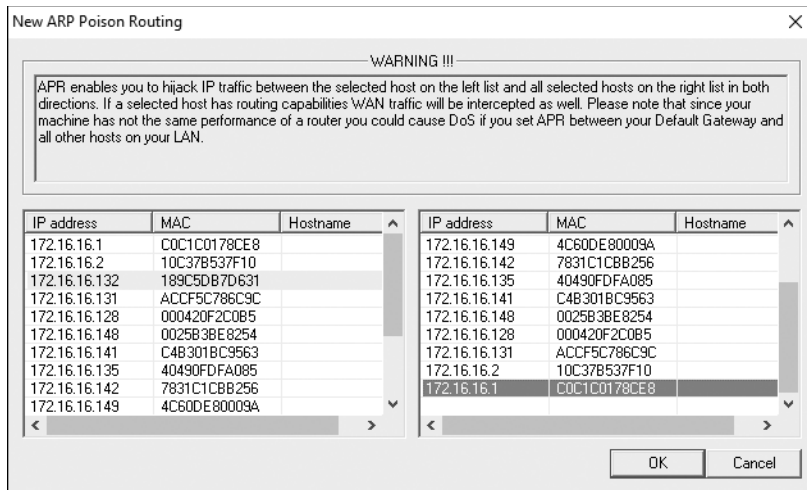 New ARP Poison Routing
WARNING !!!
APR enables you to hijack IP traffic between the selected host on the left list and all selected hosts on the right list in both
directions. If a selected host has routing capabilities WAN traffic will be intercepted as well. Please note that since your
machine has not the same performance of a router you could cause DoS if you set APR between your Default Gateway and
all other hosts on your LAN.
IP address MAC Hostname
172.16.16.1 C0C1C0178CE8
172.16.16.2 10C37B537F10
172.16.16.132 189C5DB7D631
172.16.16.131 ACCF5C786C9C
172.16.16.128 000420F2C0B5
172.16.16.148 0025B3BE8254
172.16.16.141 C4B301BC9563
172.16.16.135 40490FDFA085
172.16.16.142 7831C1CBB256
172.16.16.149 4C60DE80009A
IP address MAC Hostname
172.16.16.149 4C60DE80009A
172.16.16.142 7831C1CBB256
172.16.16.135 40490FDFA085
172.16.16.141 C4B301BC9563
172.16.16.148 0025B3BE8254
172.16.16.128 000420F2C0B5
172.16.16.131 ACCF5C786C9C
172.16.16.2 10C37B537F10
172.16.16.1 C0C1C0178CE8
OK Cancel